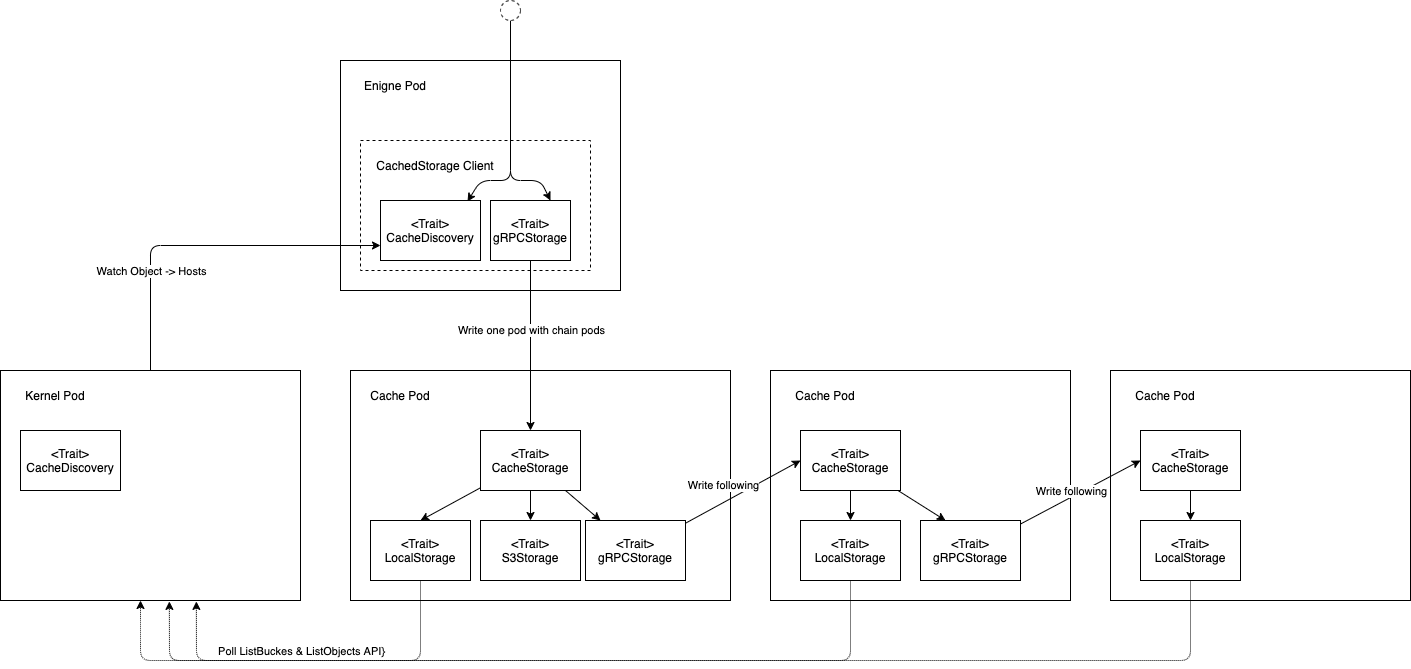 Enigne Pod
CachedStorage Client
<Trait>
CacheDiscovery
<Trait>
gRPCStorage
Watch Object -> Hosts
Write one pod with chain pods
Kernel Pod
<Trait>
CacheDiscovery
Cache Pod
<Trait>
CacheStorage
<Trait>
LocalStorage
<Trait>
S3Storage
<Trait>
gRPCStorage
Write following
Cache Pod
<Trait>
CacheStorage
<Trait>
LocalStorage
<Trait>
gRPCStorage
Write following
Cache Pod
<Trait>
CacheStorage
<Trait>
LocalStorage
Poll ListBuckes & ListObjects API}